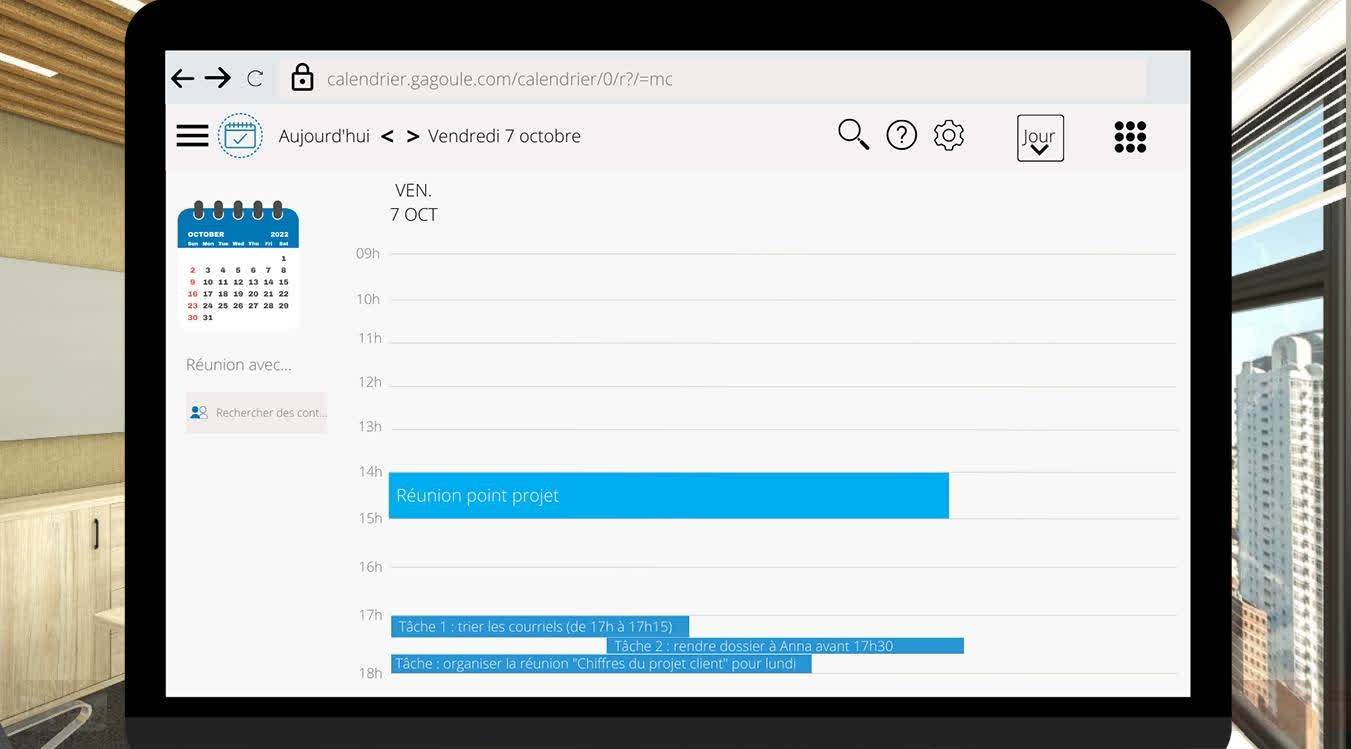 calendrier.gagoule.com/calendrier/0/r?/=mc
Aujourd'hui < > Vendredi 7 octobre
Jour
VEN.
7 OCT
OCTOBER 2022
Sun Mon Tue Wed Thu Fri Sat
1
2 3 4 5 6 7 8
9 10 11 12 13 14 15
16 17 18 19 20 21 22
23 24 25 26 27 28 29
30 31
Réunion avec...
Rechercher des cont...
09h
10h
11h
12h
13h
14h
Réunion point projet
15h
16h
17h
Tâche 1 : trier les courriels (de 17h à 17h15)
Tâche 2 : rendre dossier à Anna avant 17h30
Tâche : organiser la réunion "Chiffres du projet client" pour lundi
18h